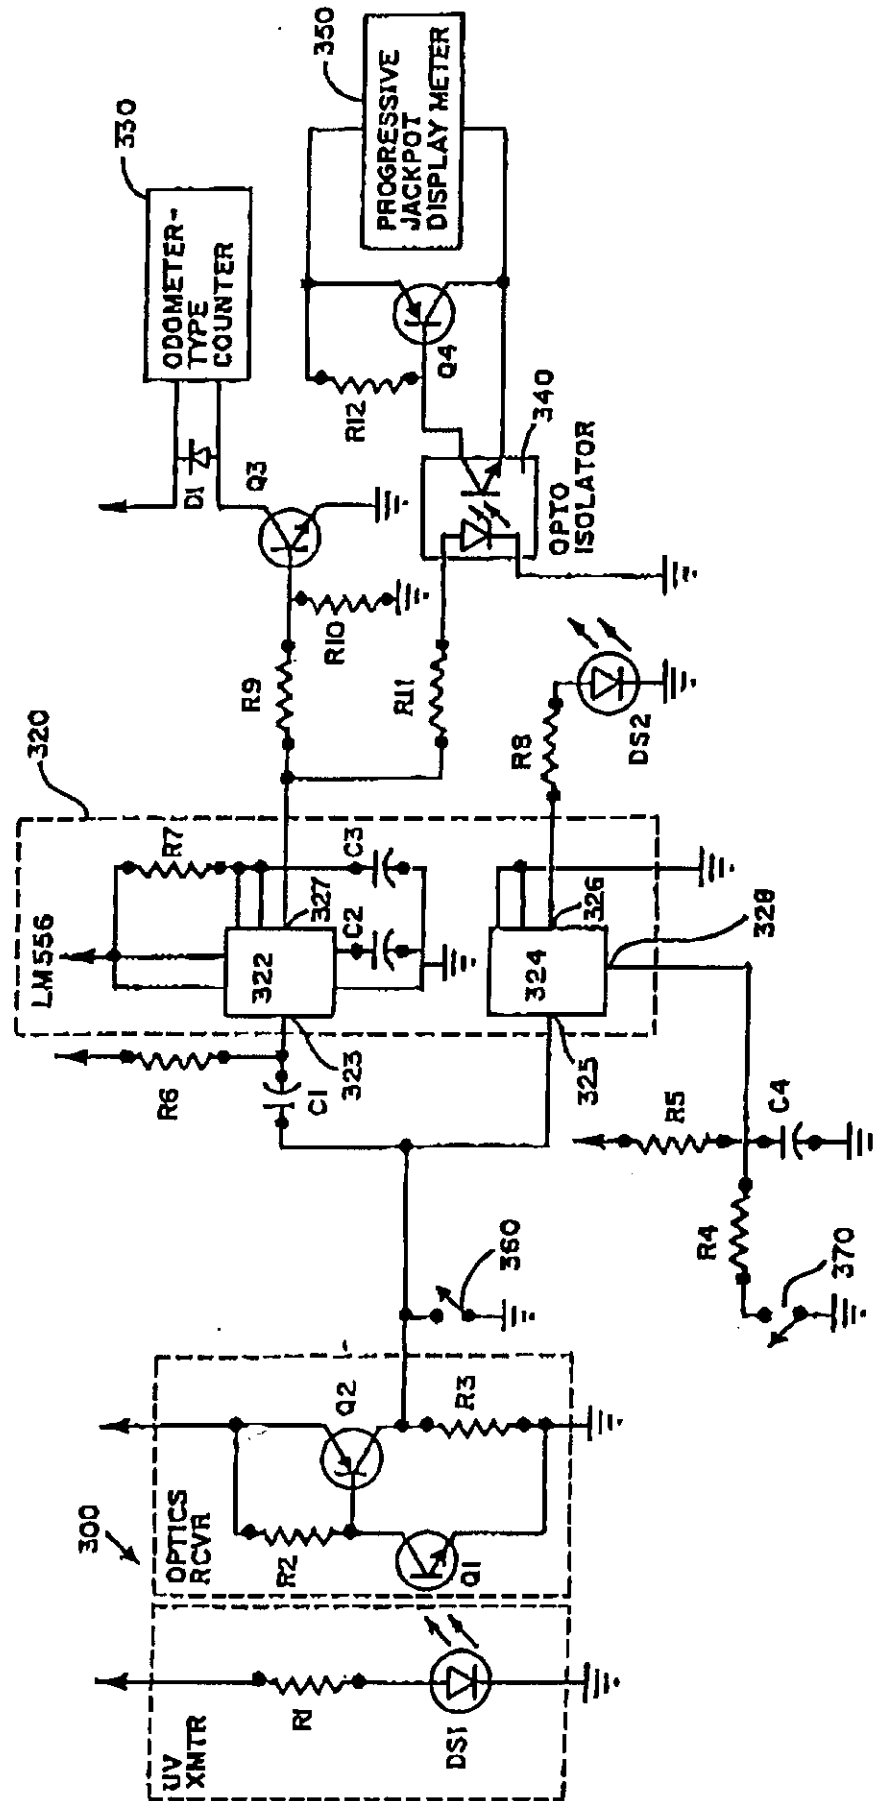 300
UV
XMTR
R1
DS1
OPTICS
RCVR
R2
Q1
Q2
R3
360
370
R4
R5
C4
R6
C1
323
325
LM556
320
322
R7
C2
C3
327
324
326
328
R9
R10
R11
R8
DS2
Q3
D1
ODOMETER-
TYPE
COUNTER
330
OPTO
ISOLATOR
340
R12
Q4
PROGRESSIVE
JACKPOT
DISPLAY METER
350